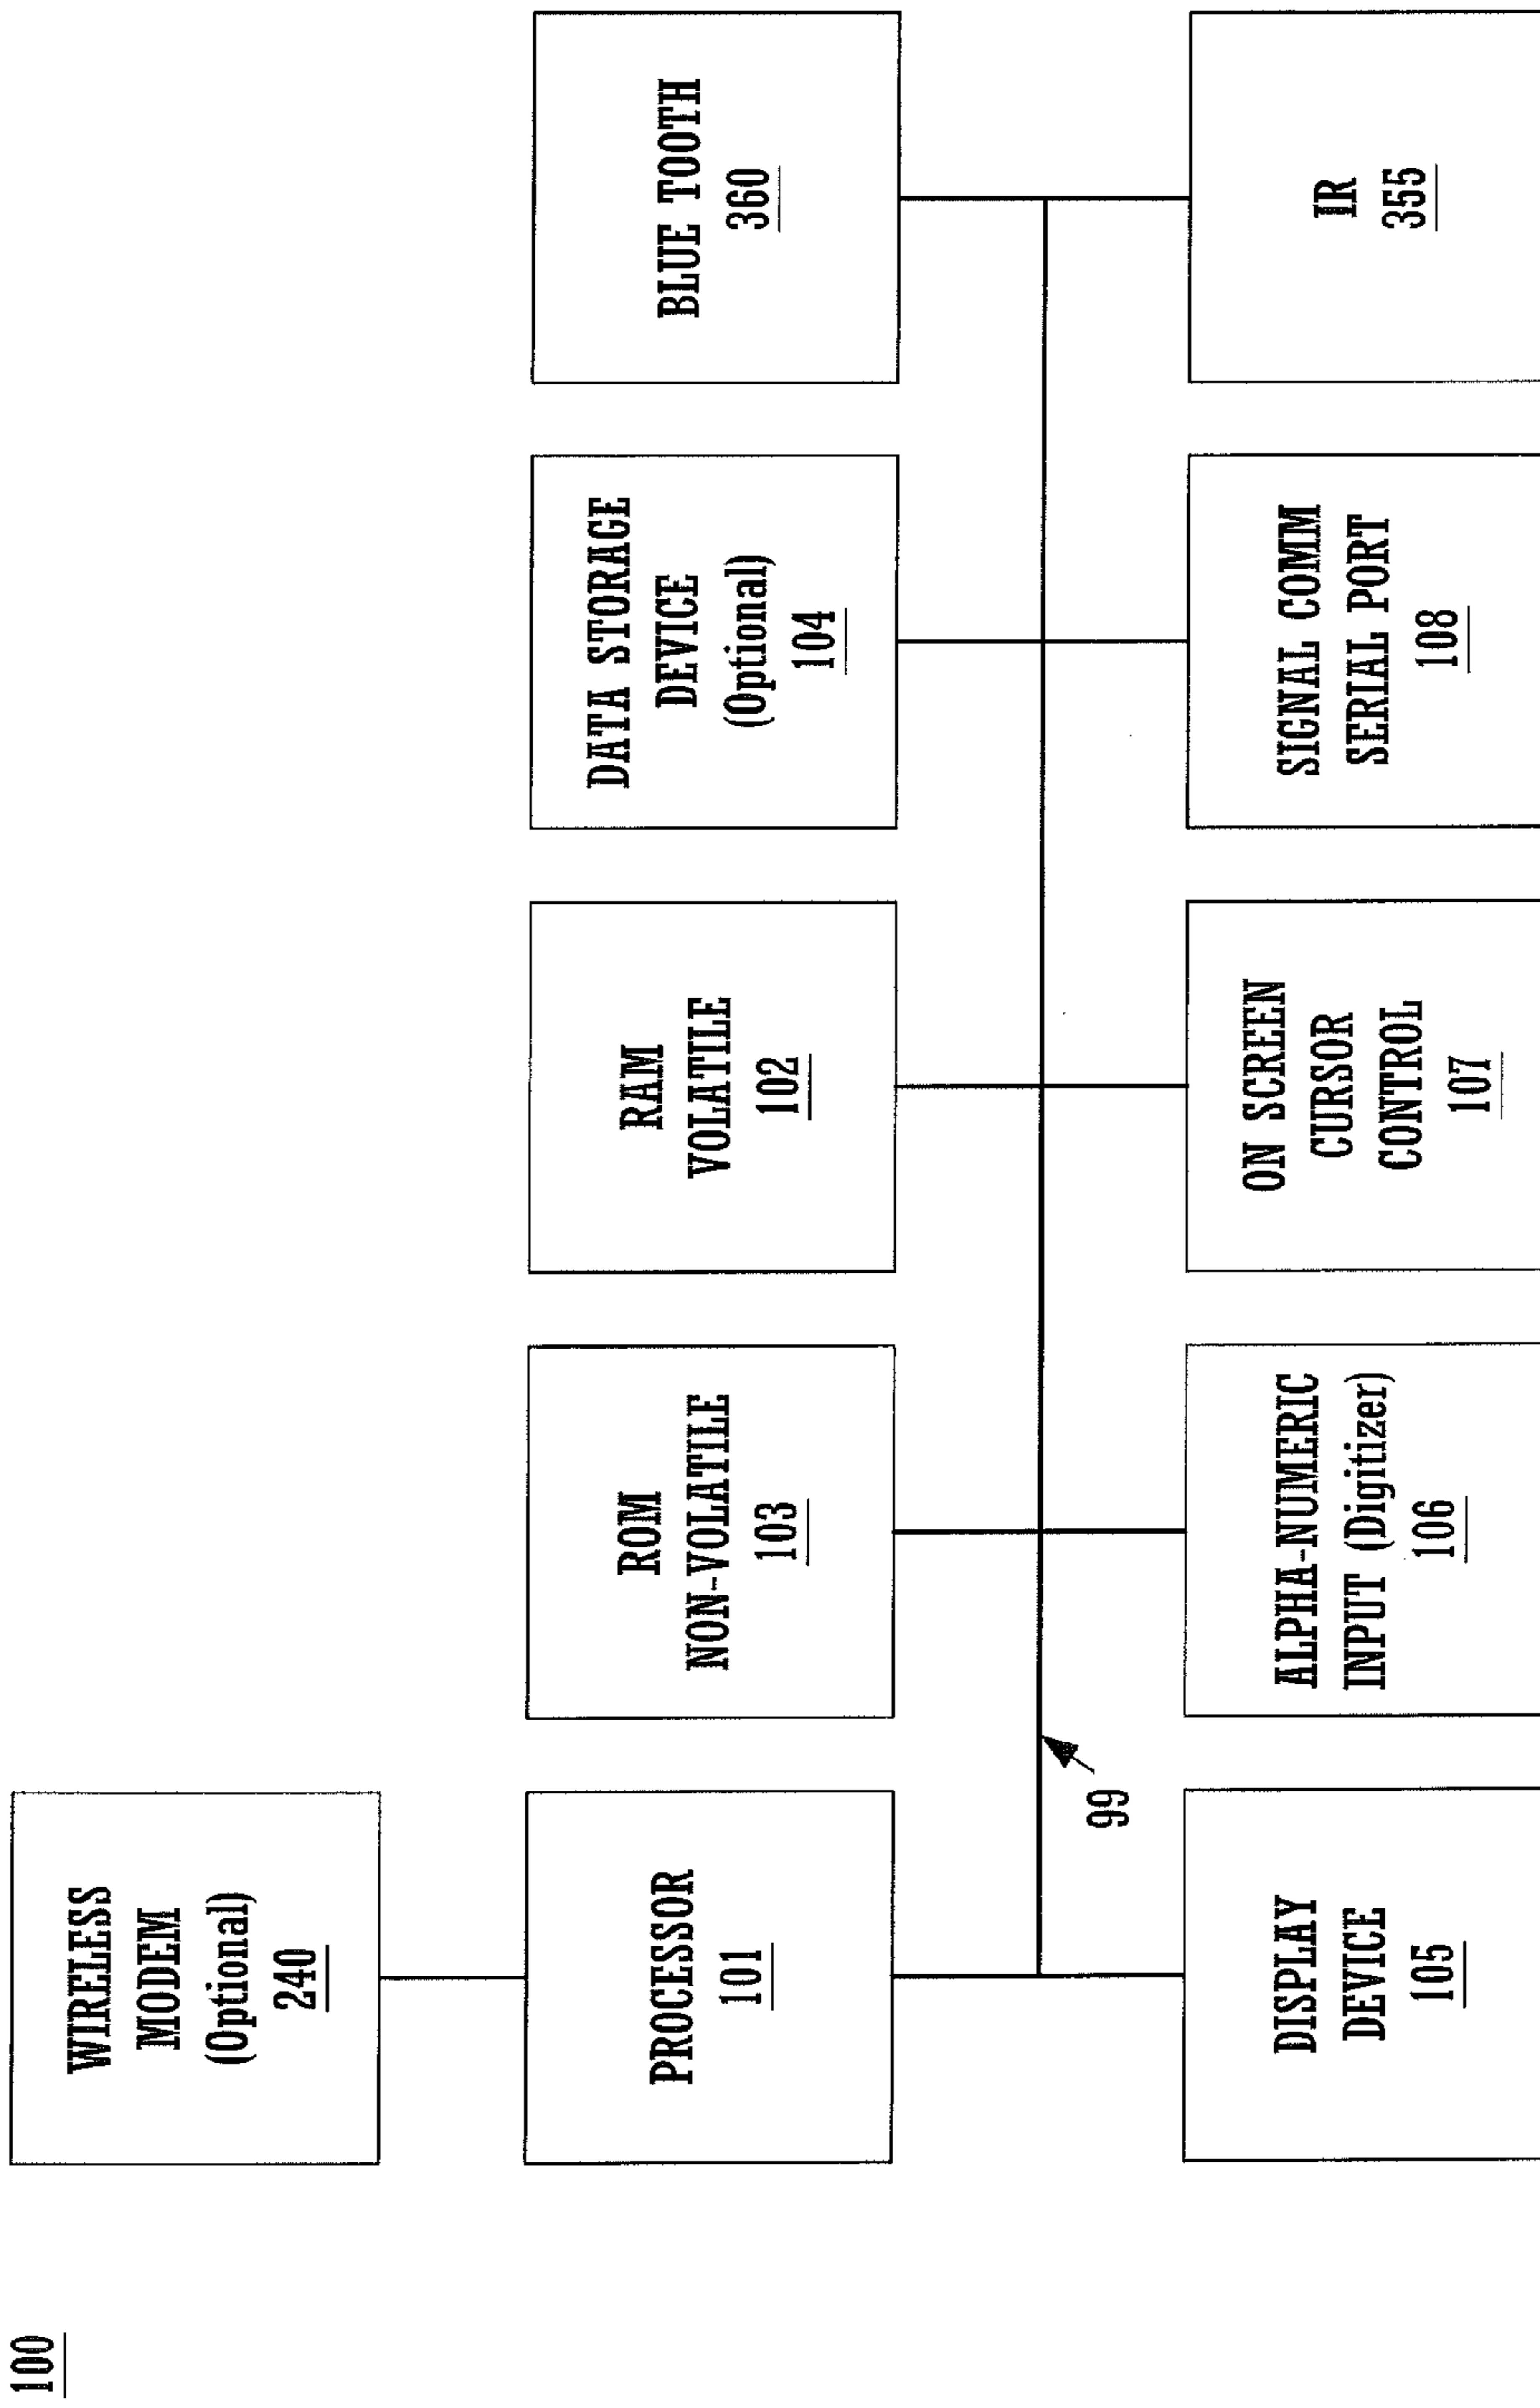 100
WIRELESS
MODEM
(Optional)
240
PROCESSOR
101
ROM
NON-VOLATILE
103
RAM
VOLATILE
102
DATA STORAGE
DEVICE
(Optional)
104
BLUE TOOTH
360
99
DISPLAY
DEVICE
105
ALPHA-NUMERIC
INPUT (Digitizer)
106
ON SCREEN
CURSOR
CONTROL
107
SIGNAL COMM
SERIAL PORT
108
IR
355